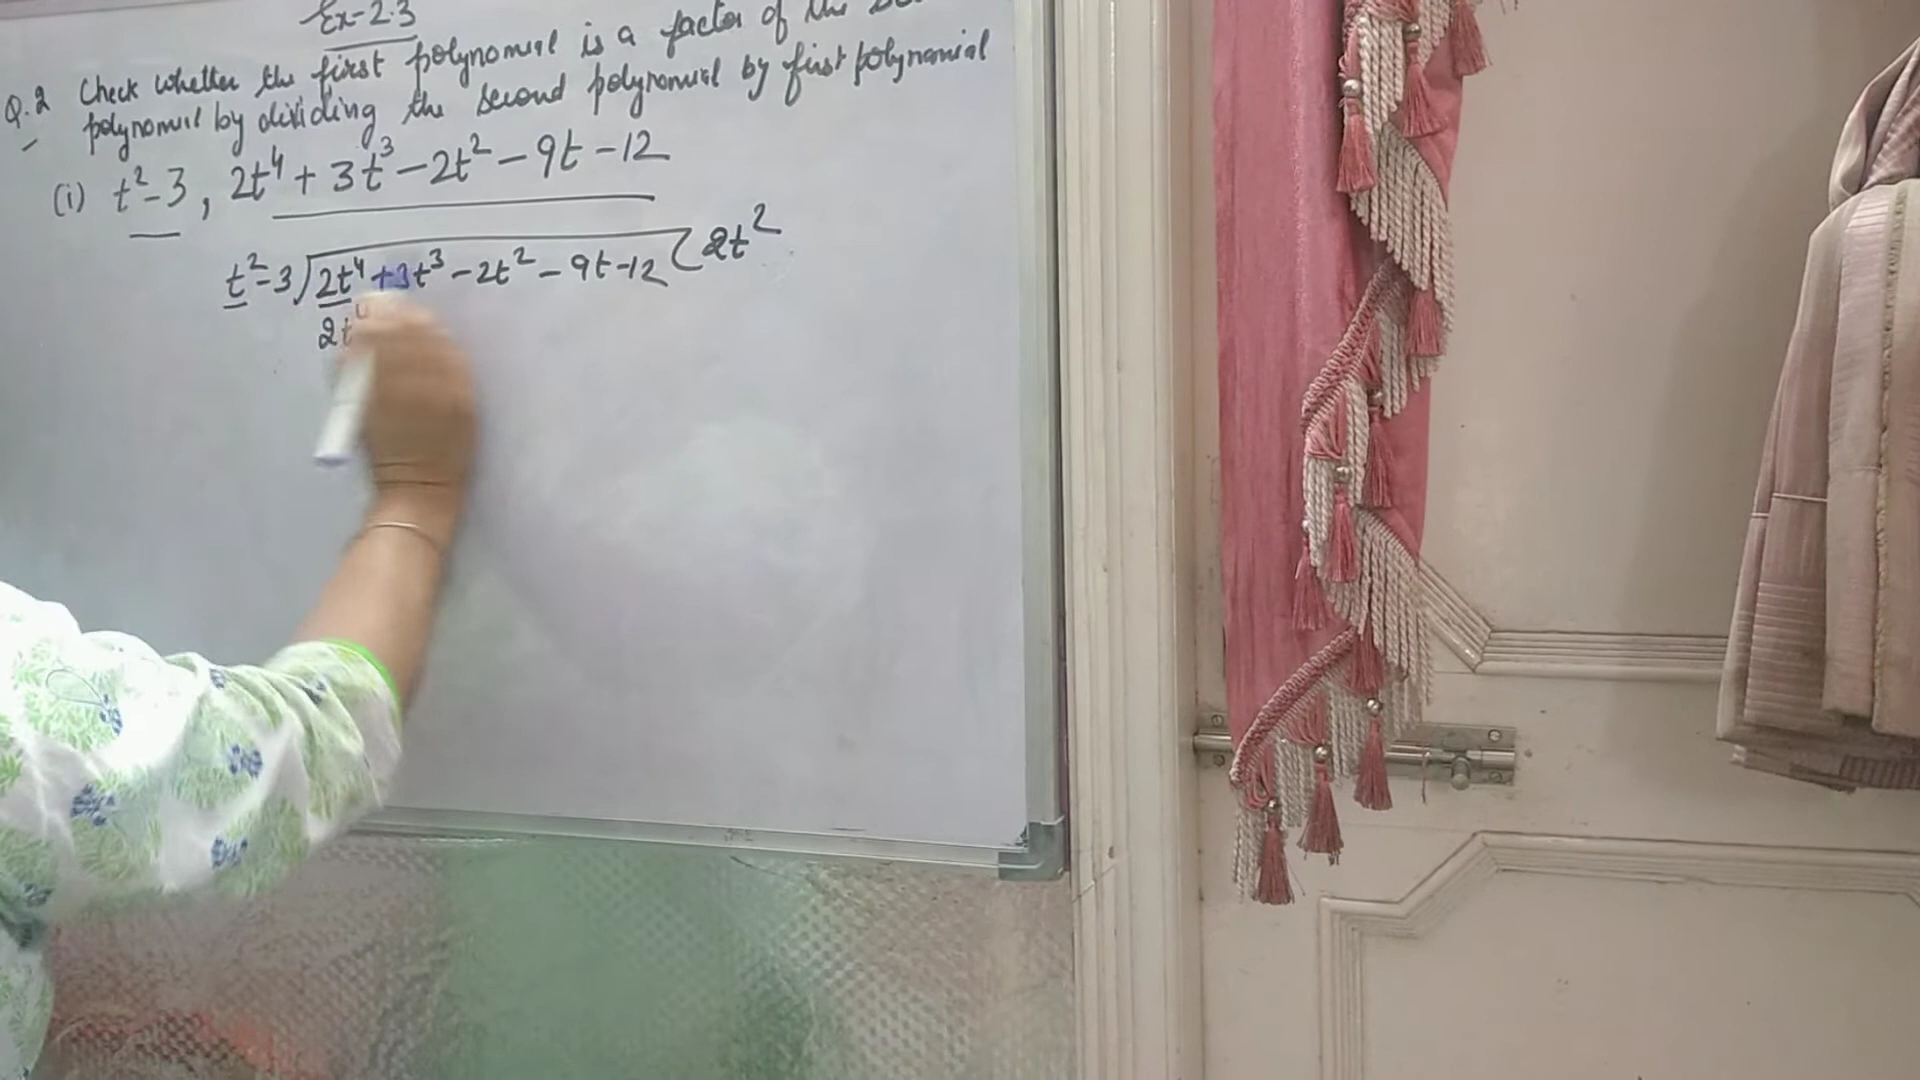 Ex-2.3
Q.2 Check whether the first polynomial is a factor of the
polynomial by dividing the second polynomial by first polynomial
(i) t²-3, 2t⁴+3t³-2t²-9t-12
t²-3)2t⁴+3t³-2t²-9t-12(2t²
2t⁴